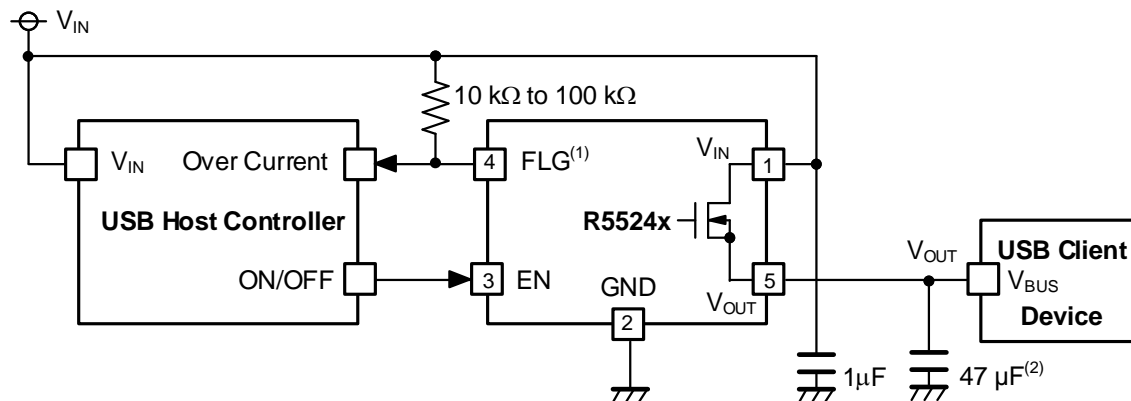 VIN
10 kΩ to 100 kΩ
VIN
Over Current
4
FLG(1)
VIN
1
USB Host Controller
R5524x
ON/OFF
3
EN
GND
2
VOUT
5
VOUT
USB Client
VBUS
Device
1μF
47 µF(2)